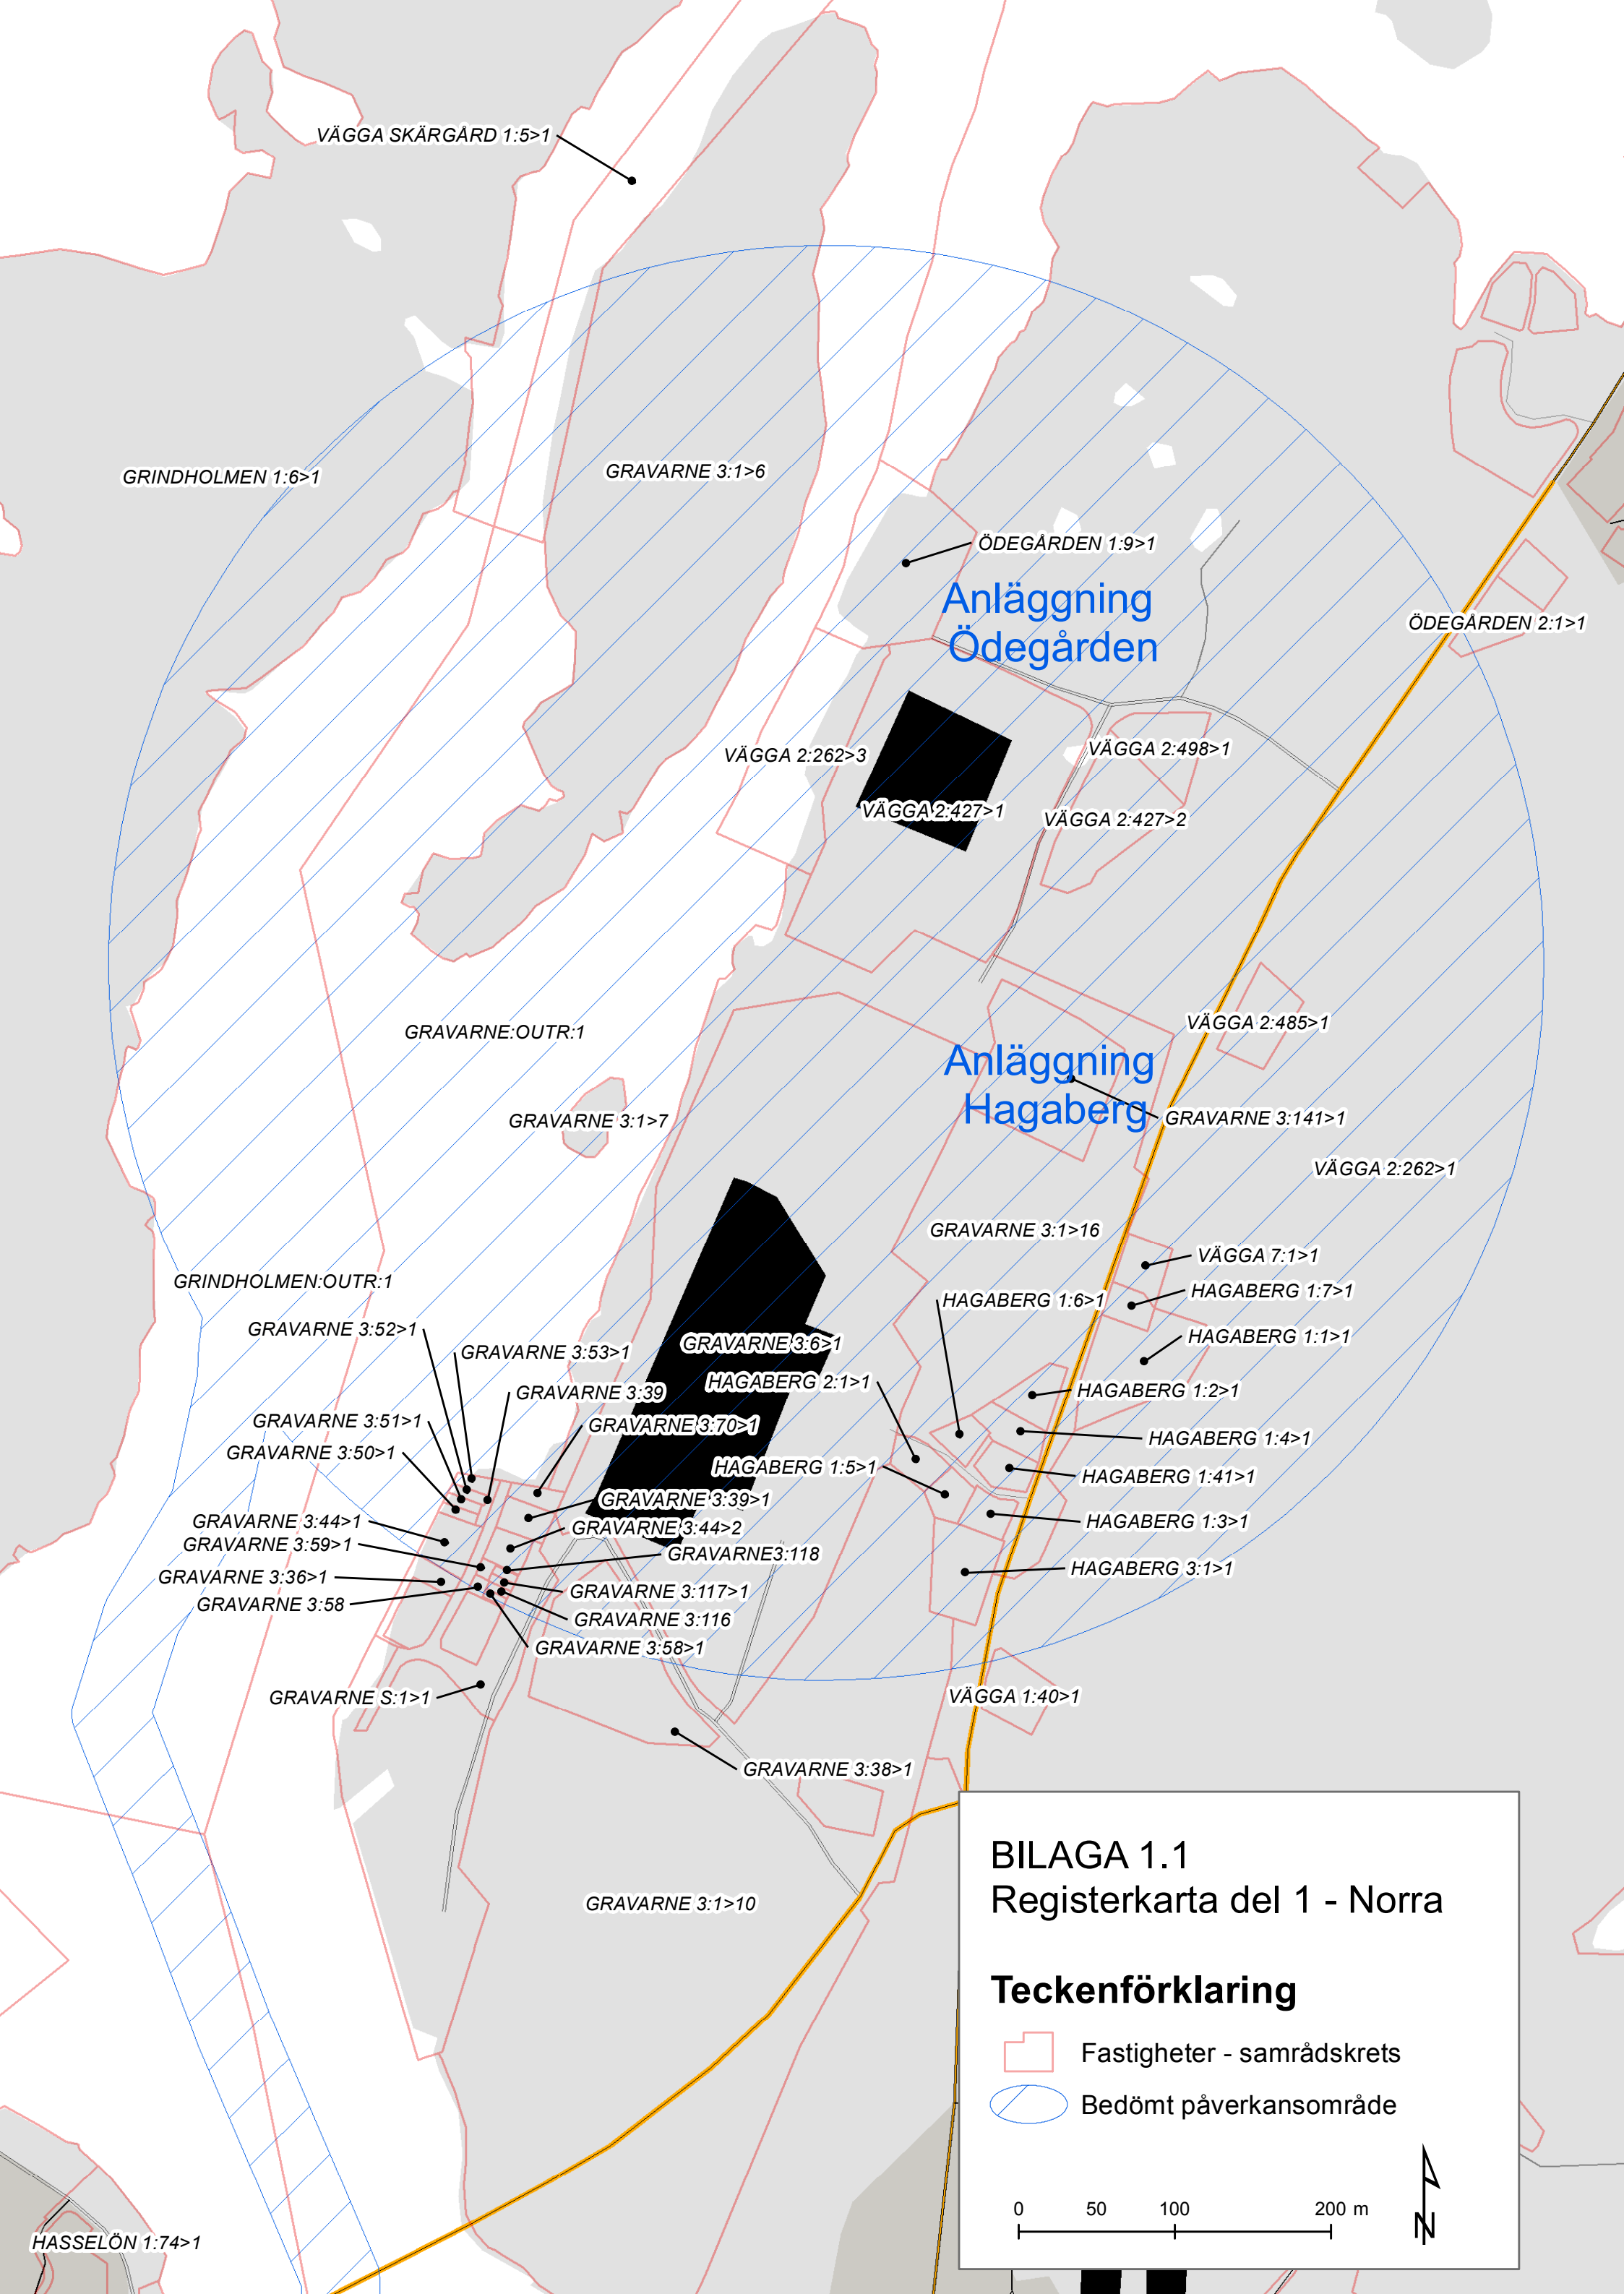 VÄGGA SKÄRGÅRD 1:5>1
GRINDHOLMEN 1:6>1
GRAVARNE 3:1>6
ÖDEGÅRDEN 1:9>1
Anläggning
Ödegården
ÖDEGÅRDEN 2:1>1
VÄGGA 2:262>3
VÄGGA 2:498>1
VÄGGA 2:427>1
VÄGGA 2:427>2
GRAVARNE:OUTR:1
VÄGGA 2:485>1
Anläggning
Hagaberg
GRAVARNE 3:1>7
GRAVARNE 3:141>1
VÄGGA 2:262>1
GRAVARNE 3:1>16
VÄGGA 7:1>1
GRINDHOLMEN:OUTR:1
HAGABERG 1:7>1
HAGABERG 1:6>1
GRAVARNE 3:52>1
HAGABERG 1:1>1
GRAVARNE 3:6>1
GRAVARNE 3:53>1
HAGABERG 2:1>1
GRAVARNE 3:39
HAGABERG 1:2>1
GRAVARNE 3:51>1
GRAVARNE 3:70>1
HAGABERG 1:4>1
GRAVARNE 3:50>1
HAGABERG 1:5>1
HAGABERG 1:41>1
GRAVARNE 3:39>1
GRAVARNE 3:44>1
HAGABERG 1:3>1
GRAVARNE 3:44>2
GRAVARNE 3:59>1
GRAVARNE3:118
HAGABERG 3:1>1
GRAVARNE 3:36>1
GRAVARNE 3:117>1
GRAVARNE 3:58
GRAVARNE 3:116
GRAVARNE 3:58>1
GRAVARNE S:1>1
VÄGGA 1:40>1
GRAVARNE 3:38>1
GRAVARNE 3:1>10
HASSELÖN 1:74>1
BILAGA 1.1
Registerkarta del 1 - Norra
Teckenförklaring
Fastigheter - samrådskrets
Bedömt påverkansområde
0 50 100 200 m
N